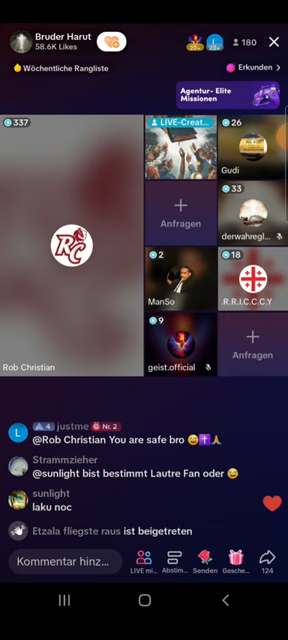 Bruder Harut
58.6K Likes
20+
20+
180
Wöchentliche Rangliste
Erkunden
Agentur- Elite
Missionen
337
LIVE-Creat...
26
Gudi
Anfragen
33
derwahregl...
RC
2
ManSo
18
.R.R.I.C.C.C.Y
9
geist.official
Anfragen
Rob Christian
L
4 justme Nr. 2
@Rob Christian You are safe bro 😅✝️🙏
Strammzieher
@sunlight bist bestimmt Lautre Fan oder 😂
sunlight
laku noc
Etzala fliegste raus ist beigetreten
Kommentar hinz...
LIVE mi...
Abstim...
Senden
Gesche...
124